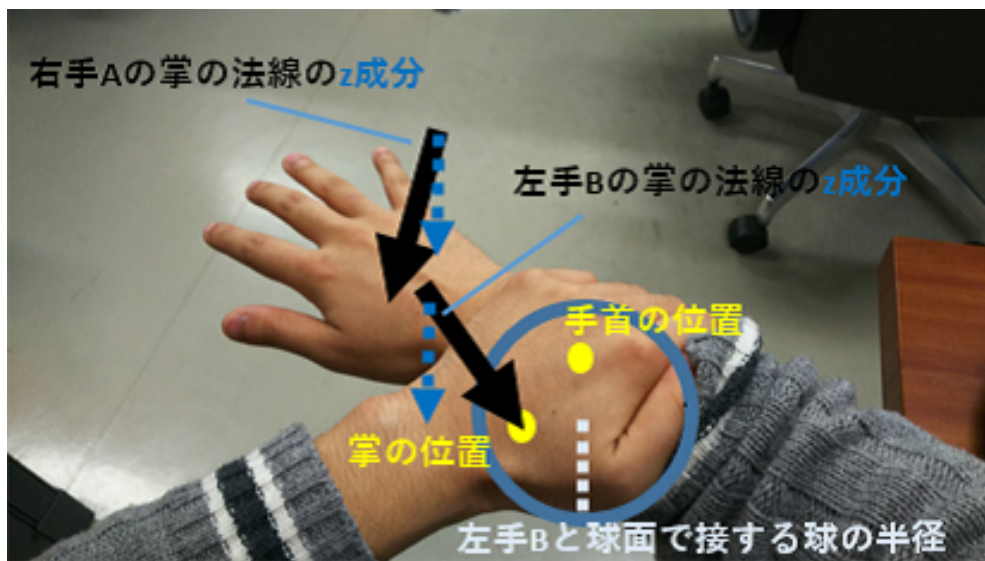 右手Aの掌の法線のz成分
左手Bの掌の法線のz成分
手首の位置
掌の位置
左手Bと球面で接する球の半径